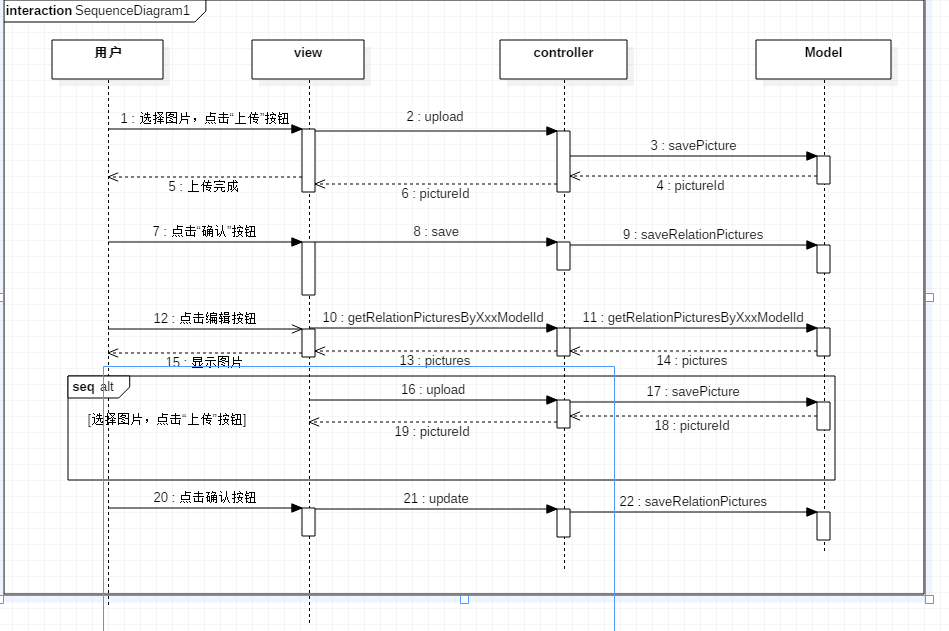 interaction SequenceDiagram1
用户
view
controller
Model
1 : 选择图片，点击“上传”按钮
2 : upload
3 : savePicture
4 : pictureId
5 : 上传完成
6 : pictureId
7 : 点击“确认”按钮
8 : save
9 : saveRelationPictures
12 : 点击编辑按钮
10 : getRelationPicturesByXxxModelId
11 : getRelationPicturesByXxxModelId
15 : 显示图片
13 : pictures
14 : pictures
seq alt
16 : upload
17 : savePicture
[选择图片，点击“上传”按钮]
19 : pictureId
18 : pictureId
20 : 点击确认按钮
21 : update
22 : saveRelationPictures